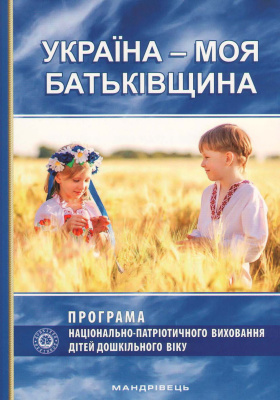 УКРАЇНА – МОЯ
БАТЬКІВЩИНА
ПРОГРАМА
НАЦІОНАЛЬНО-ПАТРІОТИЧНОГО ВИХОВАННЯ
ДІТЕЙ ДОШКІЛЬНОГО ВІКУ
МАНДРІВЕЦЬ